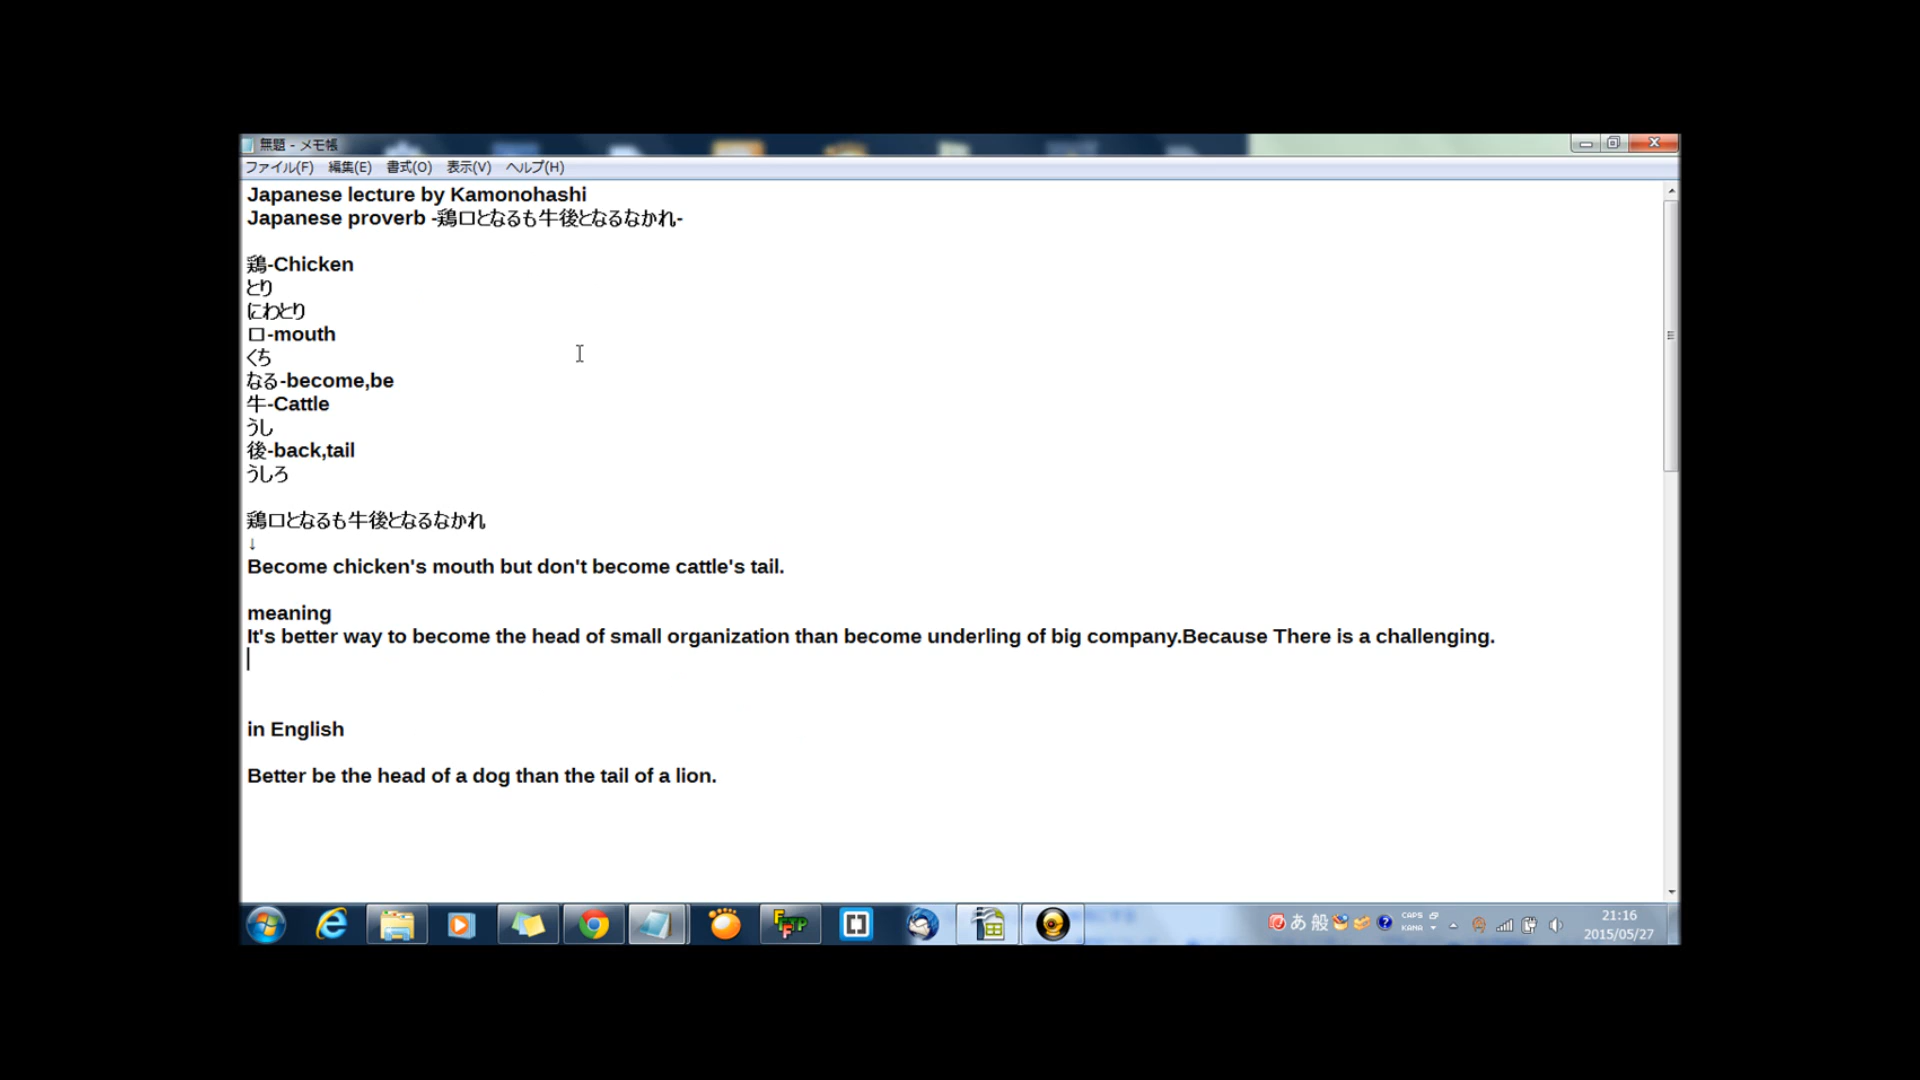 無題 - メモ帳
ファイル(F) 編集(E) 書式(O) 表示(V) ヘルプ(H)
Japanese lecture by Kamonohashi
Japanese proverb -鶏口となるも牛後となるなかれ-
鶏-Chicken
とり
にわとり
口-mouth
くち
なる-become,be
牛-Cattle
うし
後-back,tail
うしろ
鶏口となるも牛後となるなかれ
↓
Become chicken's mouth but don't become cattle's tail.
meaning
It's better way to become the head of small organization than become underling of big company.Because There is a challenging.
in English
Better be the head of a dog than the tail of a lion.
FFFTP
あ 般 CAPS KANA
21:16
2015/05/27